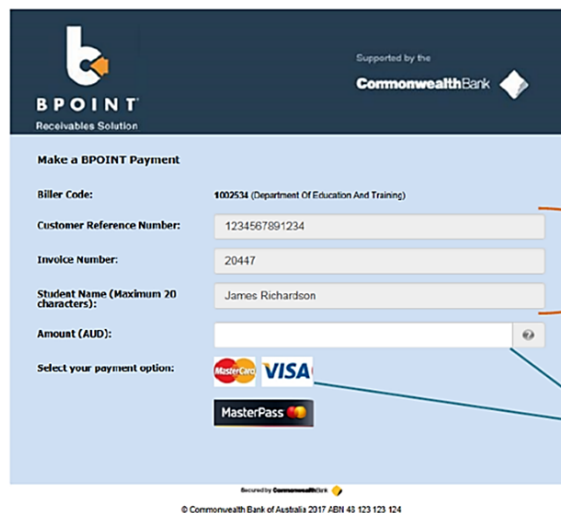 BPOINT
Receivables Solution
Supported by the
CommonwealthBank
Make a BPOINT Payment
Biller Code:
1002534 (Department Of Education And Training)
Customer Reference Number:
1234567891234
Invoice Number:
20447
Student Name (Maximum 20
characters):
James Richardson
Amount (AUD):
?
Select your payment option:
MasterCard VISA
MasterPass
Secured by CommonwealthBank
© Commonwealth Bank of Australia 2017 ABN 48 123 123 124